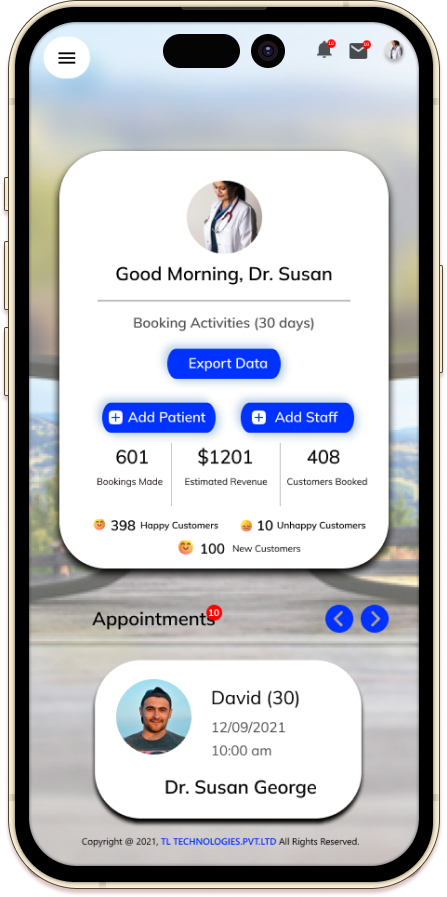 10
10
Good Morning, Dr. Susan
Booking Activities (30 days)
Export Data
Add Patient
Add Staff
601
$1201
408
Bookings Made
Estimated Revenue
Customers Booked
398 Happy Customers
10 Unhappy Customers
100 New Customers
Appointments 10
David (30)
12/09/2021
10:00 am
Dr. Susan George
Copyright @ 2021, TL TECHNOLOGIES.PVT.LTD All Rights Reserved.